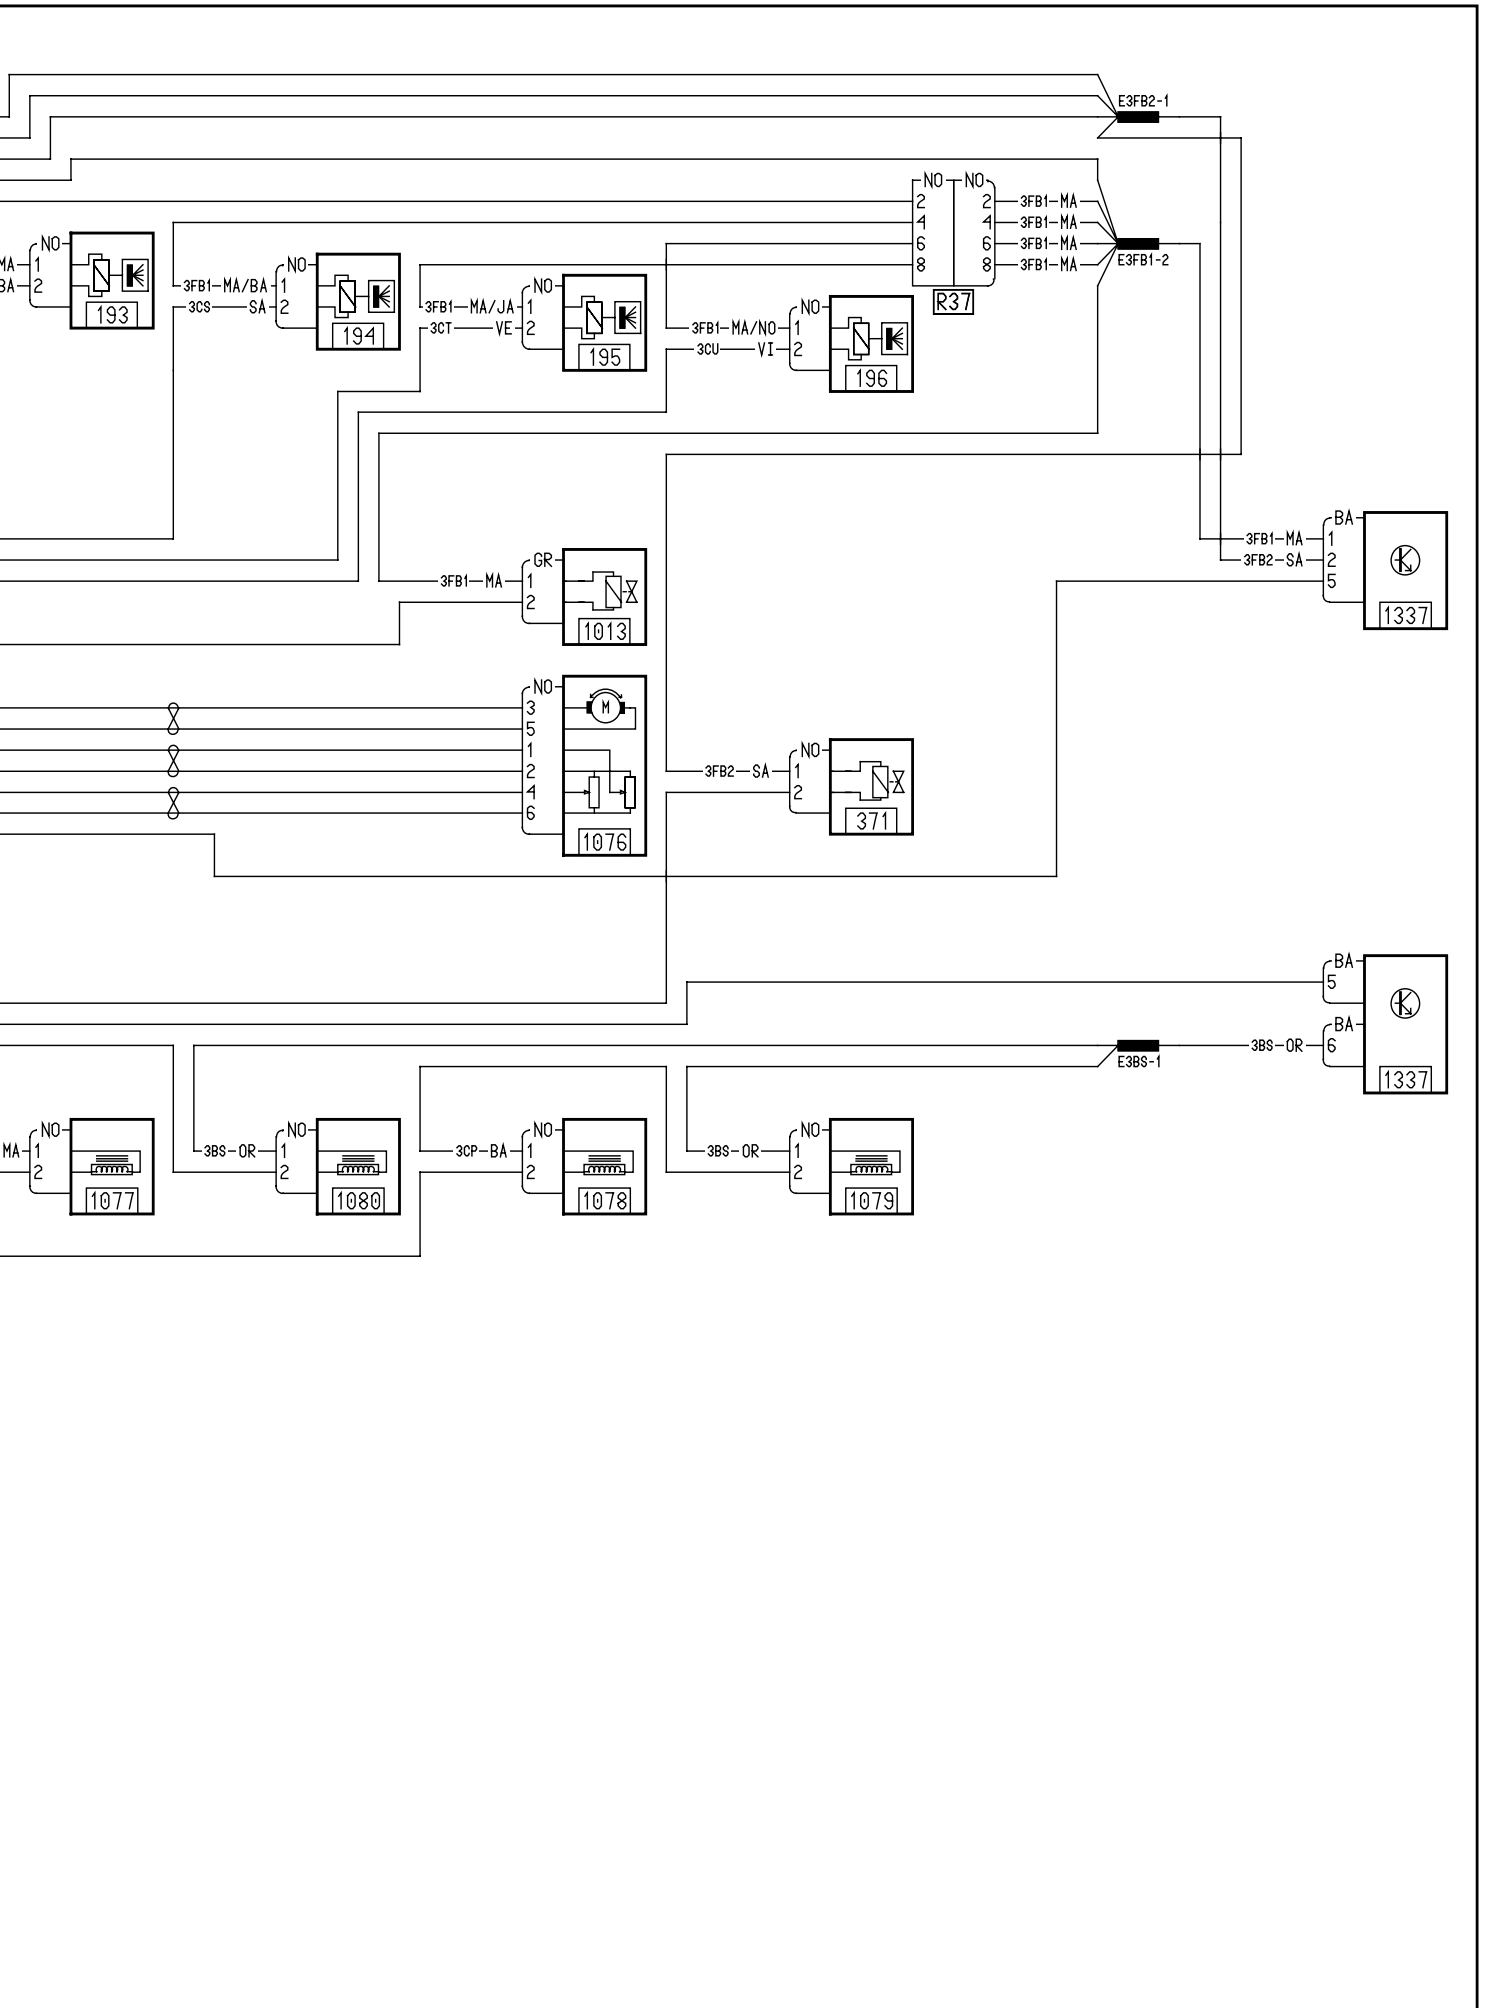 E3FB2-1
NO NO
2 2 3FB1 MA
4 4 3FB1 MA
6 6 3FB1 MA
8 8 3FB1 MA
E3FB1-2
R37
NO
MA 1
BA 2
193
NO
3FB1 MA/BA 1
3CS SA 2
194
NO
3FB1 MA/JA 1
3CT VE 2
195
NO
3FB1 MA/NO 1
3CU VI 2
196
BA
3FB1 MA 1
3FB2 SA 2
5
1337
GR
3FB1 MA 1
2
1013
NO
3
5
1
2
4
6
M
1076
NO
3FB2 SA 1
2
371
BA
5
BA
3BS OR 6
1337
E3BS-1
NO
MA 1
2
1077
NO
3BS OR 1
2
1080
NO
3CP BA 1
2
1078
NO
3BS OR 1
2
1079